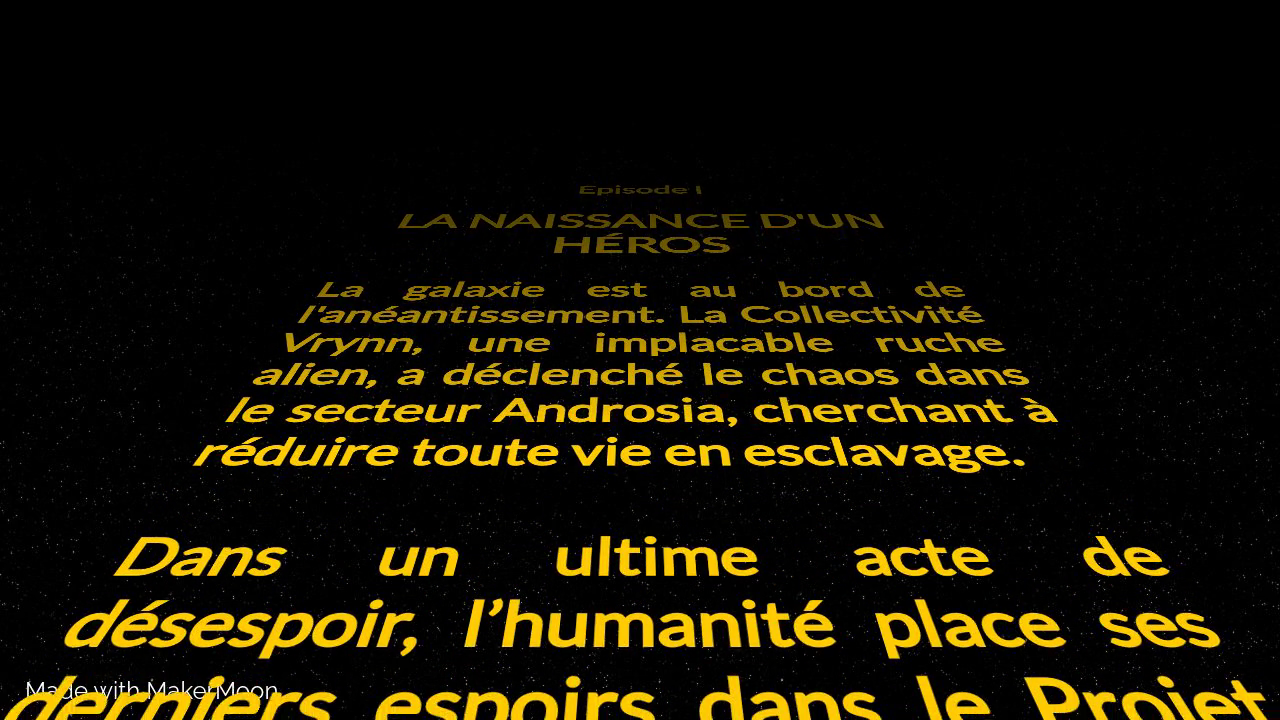 Episode I
LA NAISSANCE D'UN
HÉROS
La galaxie est au bord de
l'anéantissement. La Collectivité
Vrynn, une implacable ruche
alien, a déclenché le chaos dans
le secteur Androsia, cherchant à
réduire toute vie en esclavage.
Dans un ultime acte de
désespoir, l’humanité place ses
derniers espoirs dans le Projet
Made with MakerMoon